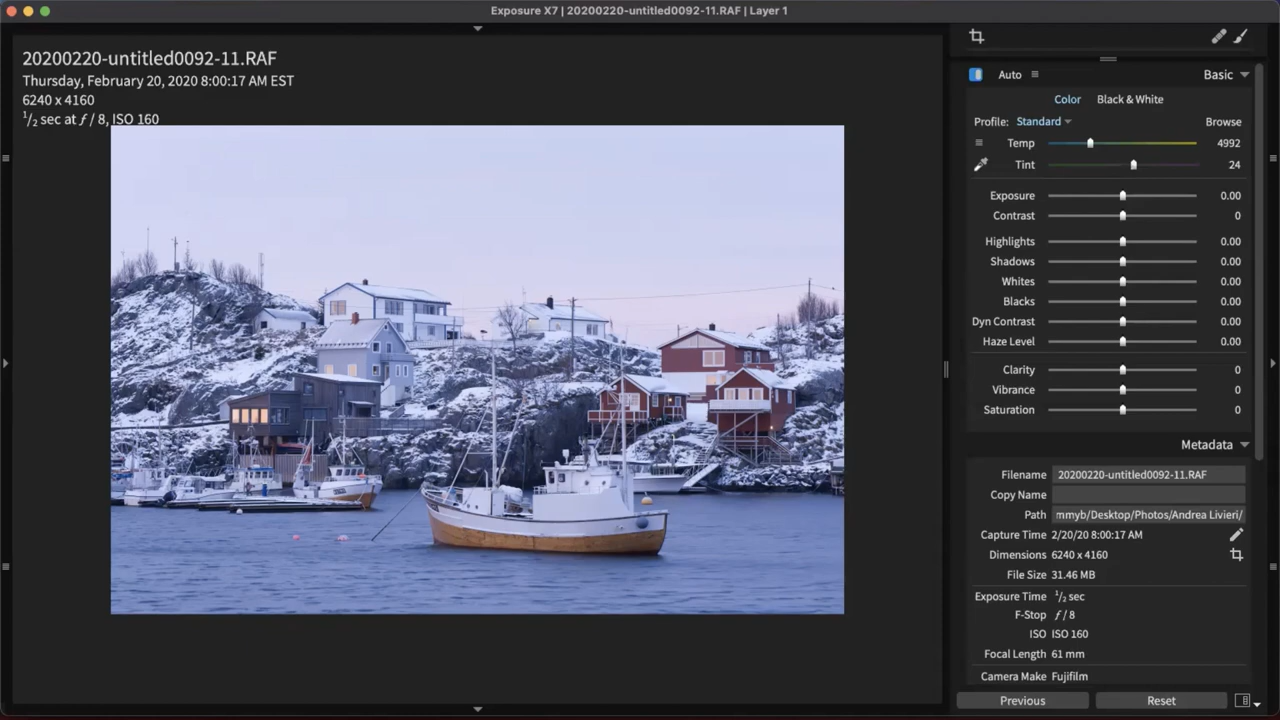 Exposure X7 | 20200220-untitled0092-11.RAF | Layer 1
20200220-untitled0092-11.RAF
Thursday, February 20, 2020 8:00:17 AM EST
6240 x 4160
1/2 sec at ƒ / 8, ISO 160
Auto Basic
Color Black & White
Profile: Standard Browse
Temp 4992
Tint 24
Exposure 0.00
Contrast 0
Highlights 0.00
Shadows 0.00
Whites 0.00
Blacks 0.00
Dyn Contrast 0.00
Haze Level 0.00
Clarity 0
Vibrance 0
Saturation 0
Metadata
Filename 20200220-untitled0092-11.RAF
Copy Name
Path mmyb/Desktop/Photos/Andrea Livieri/
Capture Time 2/20/20 8:00:17 AM
Dimensions 6240 x 4160
File Size 31.46 MB
Exposure Time 1/2 sec
F-Stop ƒ / 8
ISO ISO 160
Focal Length 61 mm
Camera Make Fujifilm
Previous Reset